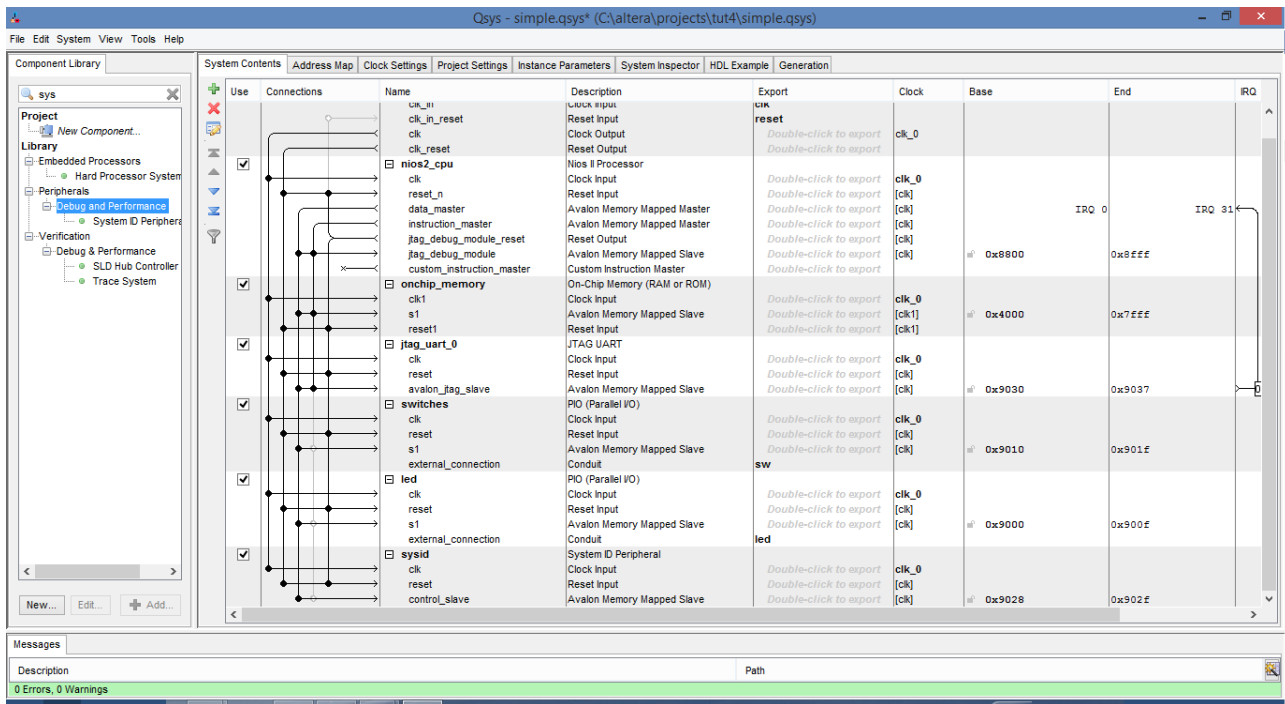 Qsys - simple.qsys* (C:\altera\projects\tut4\simple.qsys)
File Edit System View Tools Help
Component Library
sys
Project
New Component...
Library
Embedded Processors
Hard Processor System
Peripherals
Debug and Performance
System ID Periphera
Verification
Debug & Performance
SLD Hub Controller
Trace System
New... Edit... Add...
System Contents Address Map Clock Settings Project Settings Instance Parameters System Inspector HDL Example Generation
Use Connections Name Description Export Clock Base End IRQ
clk_in Clock Input clk
clk_in_reset Reset Input reset
clk Clock Output Double-click to export clk_0
clk_reset Reset Output Double-click to export
nios2_cpu Nios II Processor
clk Clock Input Double-click to export clk_0
reset_n Reset Input Double-click to export [clk]
data_master Avalon Memory Mapped Master Double-click to export [clk] IRQ 0 IRQ 31
instruction_master Avalon Memory Mapped Master Double-click to export [clk]
jtag_debug_module_reset Reset Output Double-click to export [clk]
jtag_debug_module Avalon Memory Mapped Slave Double-click to export [clk] 0x8800 0x8fff
custom_instruction_master Custom Instruction Master Double-click to export
onchip_memory On-Chip Memory (RAM or ROM)
clk1 Clock Input Double-click to export clk_0
s1 Avalon Memory Mapped Slave Double-click to export [clk1] 0x4000 0x7fff
reset1 Reset Input Double-click to export [clk1]
jtag_uart_0 JTAG UART
clk Clock Input Double-click to export clk_0
reset Reset Input Double-click to export [clk]
avalon_jtag_slave Avalon Memory Mapped Slave Double-click to export [clk] 0x9030 0x9037 0
switches PIO (Parallel I/O)
clk Clock Input Double-click to export clk_0
reset Reset Input Double-click to export [clk]
s1 Avalon Memory Mapped Slave Double-click to export [clk] 0x9010 0x901f
external_connection Conduit sw
led PIO (Parallel I/O)
clk Clock Input Double-click to export clk_0
reset Reset Input Double-click to export [clk]
s1 Avalon Memory Mapped Slave Double-click to export [clk] 0x9000 0x900f
external_connection Conduit led
sysid System ID Peripheral
clk Clock Input Double-click to export clk_0
reset Reset Input Double-click to export [clk]
control_slave Avalon Memory Mapped Slave Double-click to export [clk] 0x9028 0x902f
Messages
Description Path
0 Errors, 0 Warnings